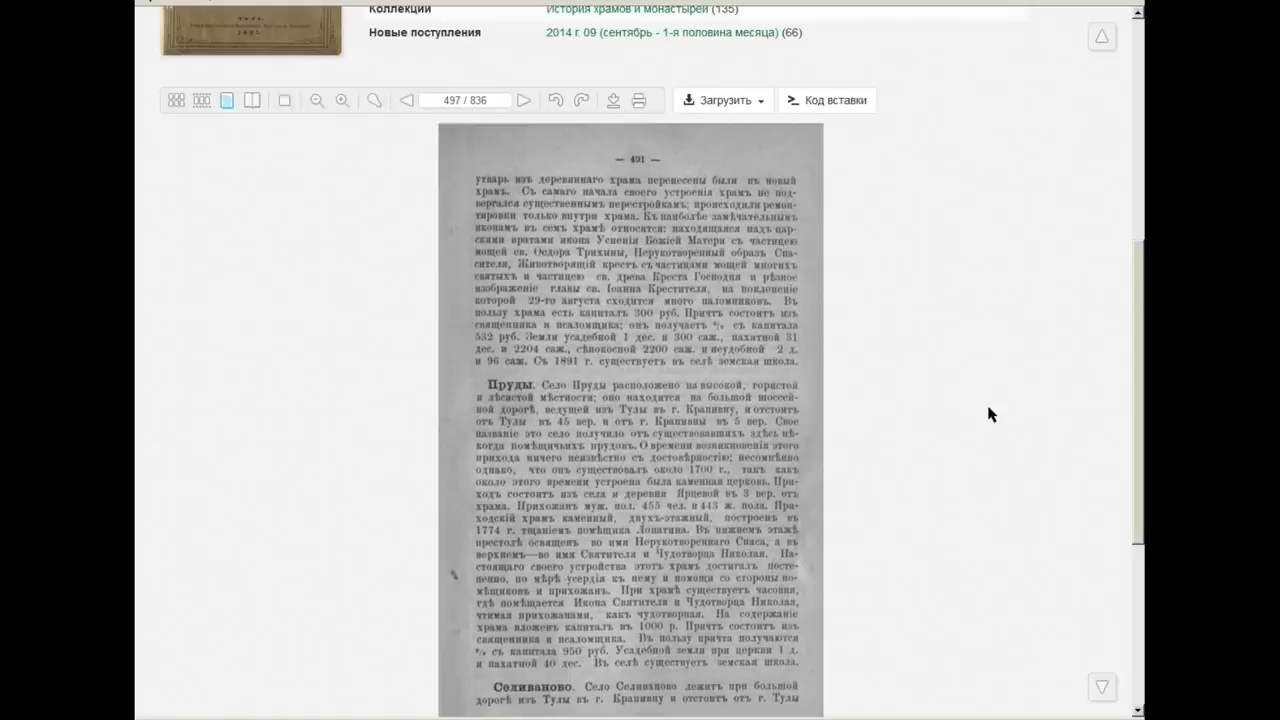 Коллекции История храмов и монастырей (135)
Новые поступления 2014 г. 09 (сентябрь - 1-я половина месяца) (66)
1895.
497 / 836 Загрузить Код вставки
— 491 —
утварь изъ деревяннаго храма перенесены были въ новый
храмъ. Съ самаго начала своего устроенія храмъ не под-
вергался существеннымъ перестройкамъ; происходили ремон-
тировки только внутри храма. Къ наиболѣе замѣчательнымъ
иконамъ въ семъ храмѣ относятся: находящаяся надъ цар-
скими вратами икона Успенія Божіей Матери съ частицею
мощей св. Ѳедора Трихины, Нерукотворенный образъ Спа-
сителя, Животворящій крестъ съ частицами мощей многихъ
святыхъ и частицею св. древа Креста Господня и рѣзное
изображеніе главы св. Іоанна Крестителя, на поклоненіе
которой 29-го августа сходится много паломниковъ. Въ
пользу храма есть капиталъ 300 руб. Причтъ состоитъ изъ
священника и псаломщика; онъ получаетъ % съ капитала
532 руб. Земли усадебной 1 дес. и 300 саж., пахатной 31
дес. и 2204 саж., сѣнокосной 2200 саж. и неудобной 2 д.
и 96 саж. Съ 1891 г. существуетъ въ селѣ земская школа.
Пруды. Село Пруды расположено на высокой, гористой
и лѣсистой мѣстности; оно находится на большой шоссей-
ной дорогѣ, ведущей изъ Тулы въ г. Крапивну, и отстоитъ
отъ Тулы въ 45 вер. и отъ г. Крапивны въ 5 вер. Свое
названіе это село получило отъ существовавшихъ здѣсь нѣ-
когда помѣщичьихъ прудовъ. О времени возникновенія этого
прихода ничего неизвѣстно съ достовѣрностію; несомнѣнно
однако, что онъ существовалъ около 1700 г., такъ какъ
около этого времени устроена была каменная церковь. При-
ходъ состоитъ изъ села и деревни Ярцевой въ 3 вер. отъ
храма. Прихожанъ муж. пол. 455 чел. и 443 ж. пола. При-
ходскій храмъ каменный, двухъ-этажный, построенъ въ
1774 г. тщаніемъ помѣщика Лопатина. Въ нижнемъ этажѣ
престолъ освященъ во имя Нерукотвореннаго Спаса, а въ
верхнемъ—во имя Святителя и Чудотворца Николая. На-
стоящаго своего устройства этотъ храмъ достигалъ посте-
пенно, по мѣрѣ усердія къ нему и помощи со стороны по-
мѣщиковъ и прихожанъ. При храмѣ существуетъ часовня,
гдѣ помѣщается Икона Святителя и Чудотворца Николая,
чтимая прихожанами, какъ чудотворная. На содержаніе
храма вложенъ капиталъ въ 1000 р. Причтъ состоитъ изъ
священника и псаломщика. Въ пользу причта получаются
% съ капитала 950 руб. Усадебной земли при церкви 1 д.
и пахатной 40 дес. Въ селѣ существуетъ земская школа.
Селиваново. Село Селиваново лежитъ при большой
дорогѣ изъ Тулы въ г. Крапивну и отстоитъ отъ г. Тулы